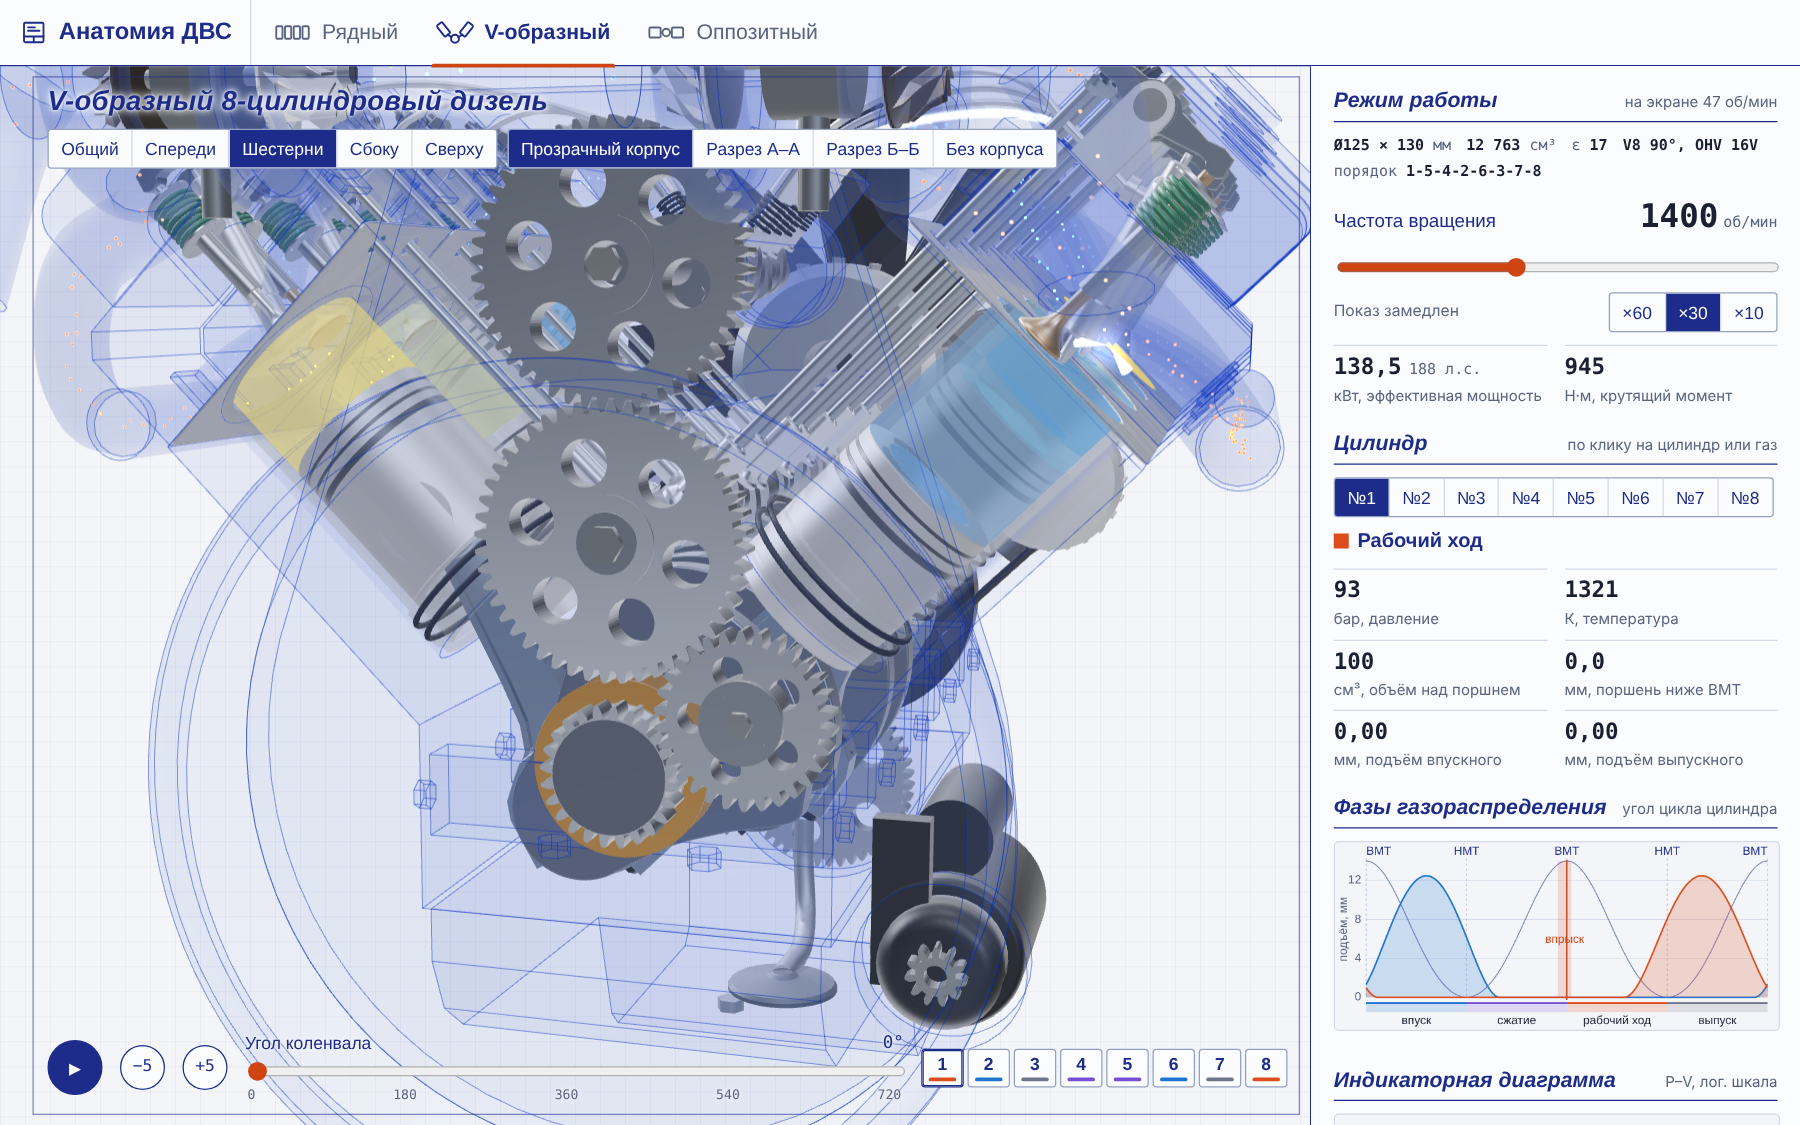 Анатомия ДВС
Рядный
V-образный
Оппозитный
V-образный 8-цилиндровый дизель
Общий Спереди Шестерни Сбоку Сверху
Прозрачный корпус Разрез А–А Разрез Б–Б Без корпуса
Режим работы
на экране 47 об/мин
Ø125 × 130 мм 12 763 см³ ε 17 V8 90°, OHV 16V
порядок 1-5-4-2-6-3-7-8
Частота вращения
1400 об/мин
Показ замедлен
×60 ×30 ×10
138,5 188 л.с.
кВт, эффективная мощность
945
Н·м, крутящий момент
Цилиндр
по клику на цилиндр или газ
№1 №2 №3 №4 №5 №6 №7 №8
Рабочий ход
93
бар, давление
1321
К, температура
100
см³, объём над поршнем
0,0
мм, поршень ниже ВМТ
0,00
мм, подъём впускного
0,00
мм, подъём выпускного
Фазы газораспределения
угол цикла цилиндра
ВМТ НМТ ВМТ НМТ ВМТ
подъём, мм
12
8
4
0
впрыск
впуск сжатие рабочий ход выпуск
Индикаторная диаграмма
P–V, лог. шкала
▶
−5
+5
Угол коленвала
0°
0 180 360 540 720
1 2 3 4 5 6 7 8